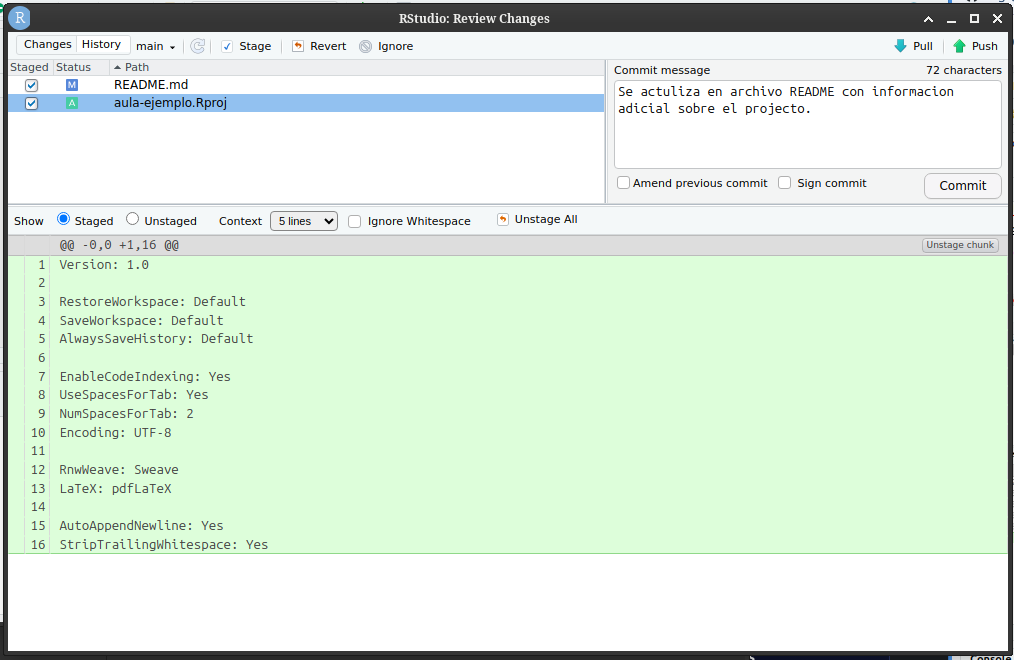 R
RStudio: Review Changes
Changes History main Stage Revert Ignore Pull Push
Staged Status Path
M README.md
A aula-ejemplo.Rproj
Commit message 72 characters
Se actuliza en archivo README con informacion
adicial sobre el projecto.
Amend previous commit Sign commit Commit
Show Staged Unstaged Context 5 lines Ignore Whitespace Unstage All
@@ -0,0 +1,16 @@ Unstage chunk
1 Version: 1.0
2
3 RestoreWorkspace: Default
4 SaveWorkspace: Default
5 AlwaysSaveHistory: Default
6
7 EnableCodeIndexing: Yes
8 UseSpacesForTab: Yes
9 NumSpacesForTab: 2
10 Encoding: UTF-8
11
12 RnwWeave: Sweave
13 LaTeX: pdfLaTeX
14
15 AutoAppendNewline: Yes
16 StripTrailingWhitespace: Yes